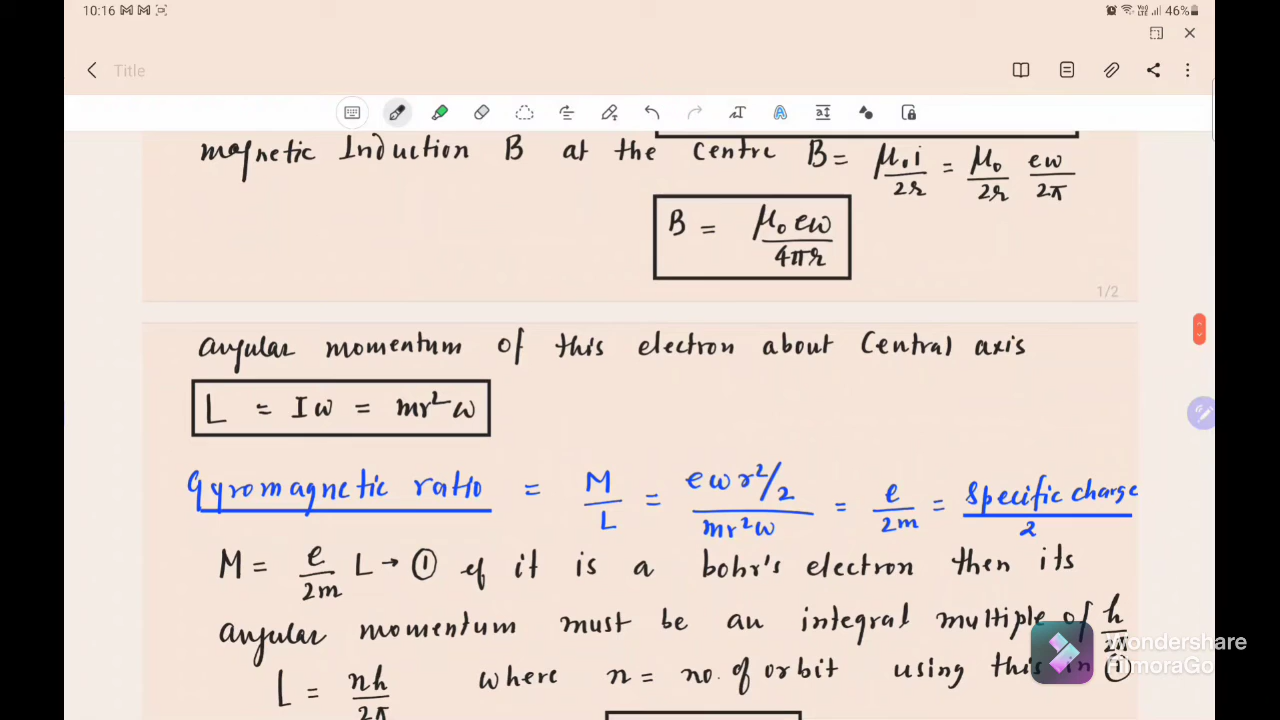 10:16
46%
Title
magnetic Induction B at the Centre B = μ₀i/2r = μ₀/2r eω/2π
B = μ₀eω/4πr
1/2
angular momentum of this electron about Central axis
L = Iω = mr²ω
Gyromagnetic ratio = M/L = eωr²/2/mr²ω = e/2m = Specific charge/2
M = e/2m L → ① if it is a bohr's electron then its
angular momentum must be an integral multiple of h/2π
L = nh/2π where n = no. of orbit using this in ①
Wondershare
FilmoraGo